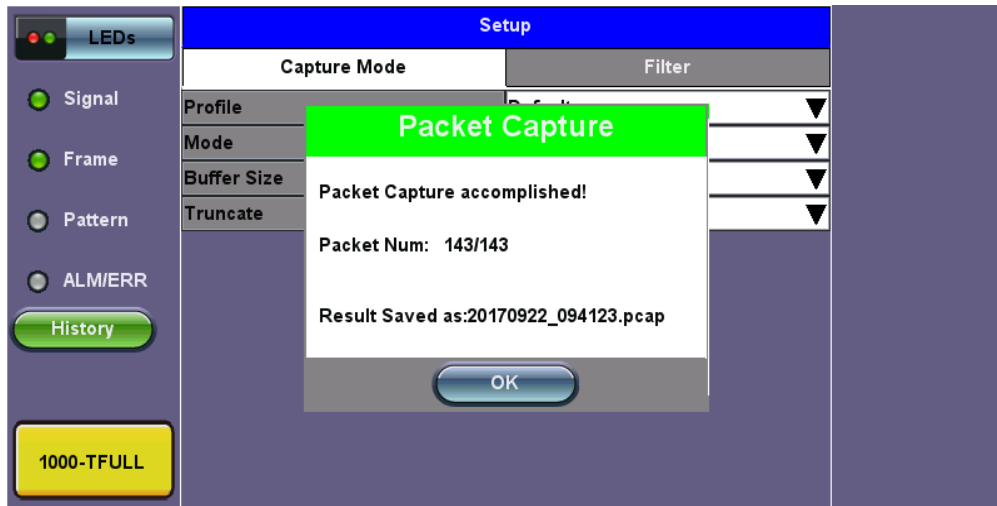 LEDs
Signal
Frame
Pattern
ALM/ERR
History
1000-TFULL
Setup
Capture Mode
Filter
Profile
Mode
Buffer Size
Truncate
Packet Capture
Packet Capture accomplished!
Packet Num: 143/143
Result Saved as:20170922_094123.pcap
OK